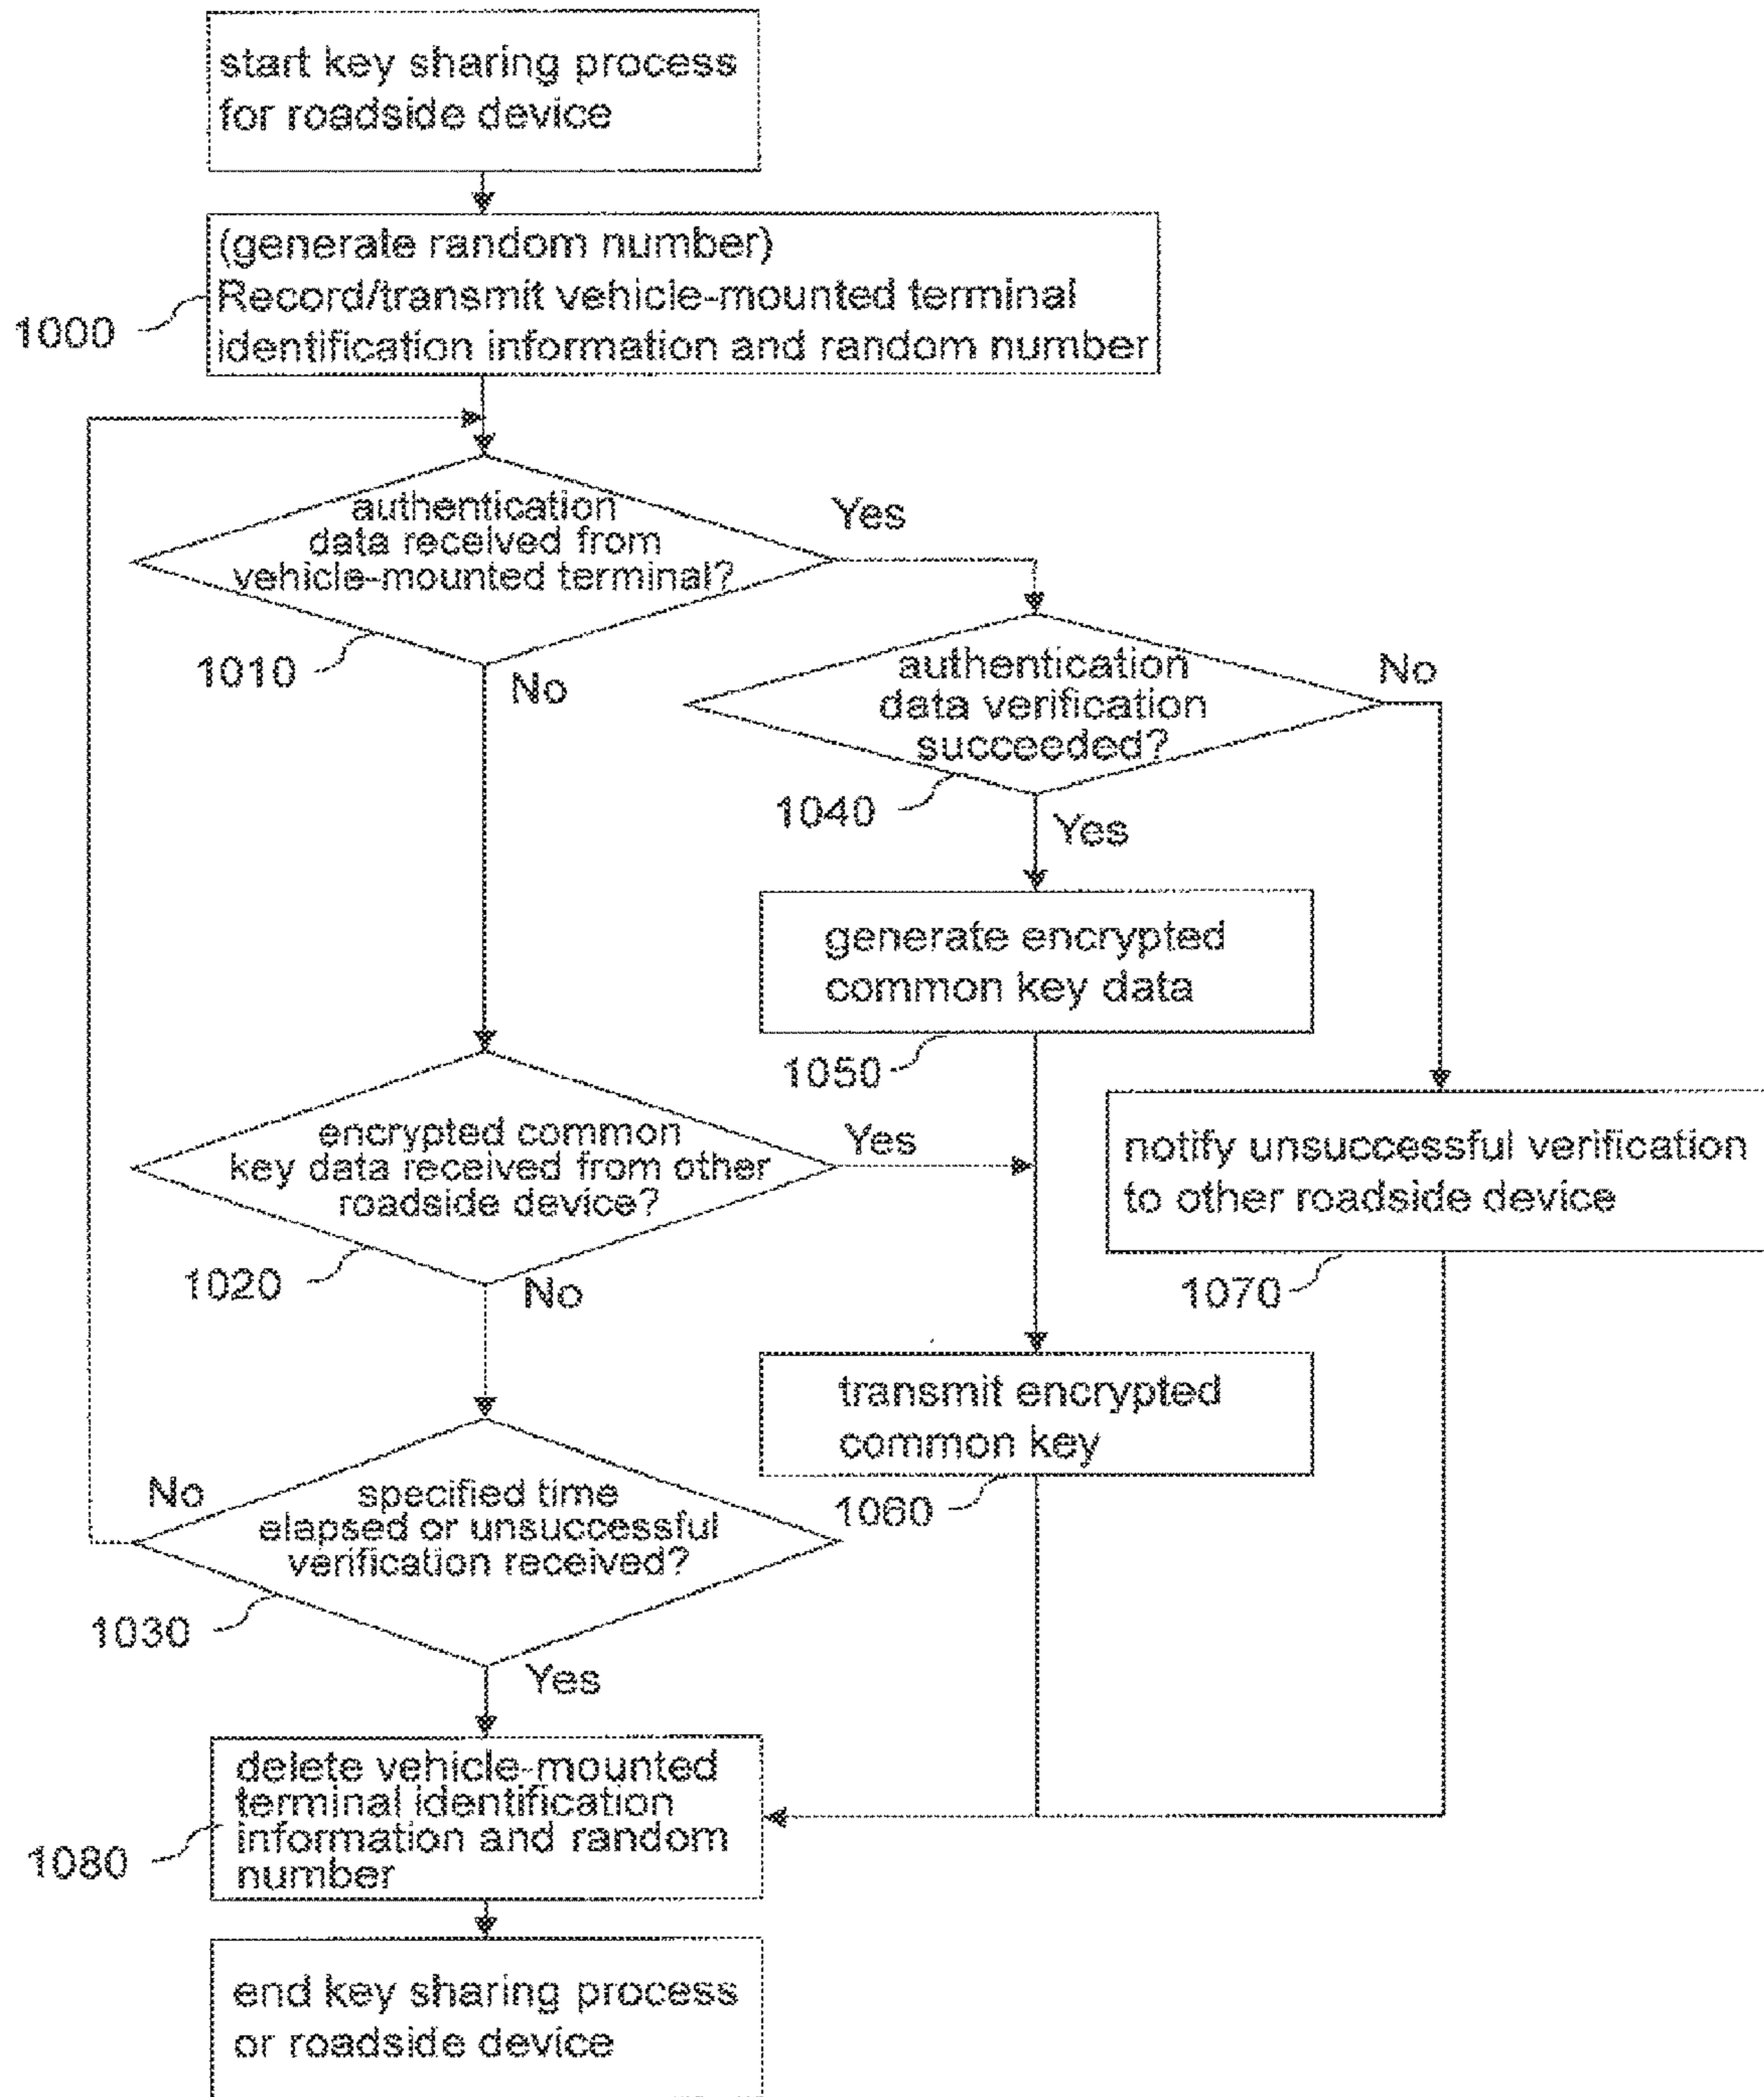 start key sharing process
for roadside device
(generate random number)
Record/transmit vehicle-mounted terminal
identification information and random number
1000
authentication
data received from
vehicle-mounted terminal?
Yes
1010
No
authentication
data verification
succeeded?
No
1040
Yes
generate encrypted
common key data
1050
encrypted common
key data received from other
roadside device?
Yes
1020
No
notify unsuccessful verification
to other roadside device
1070
transmit encrypted
common key
1060
specified time
elapsed or unsuccessful
verification received?
No
1030
Yes
delete vehicle-mounted
terminal identification
information and random
number
1080
end key sharing process
or roadside device